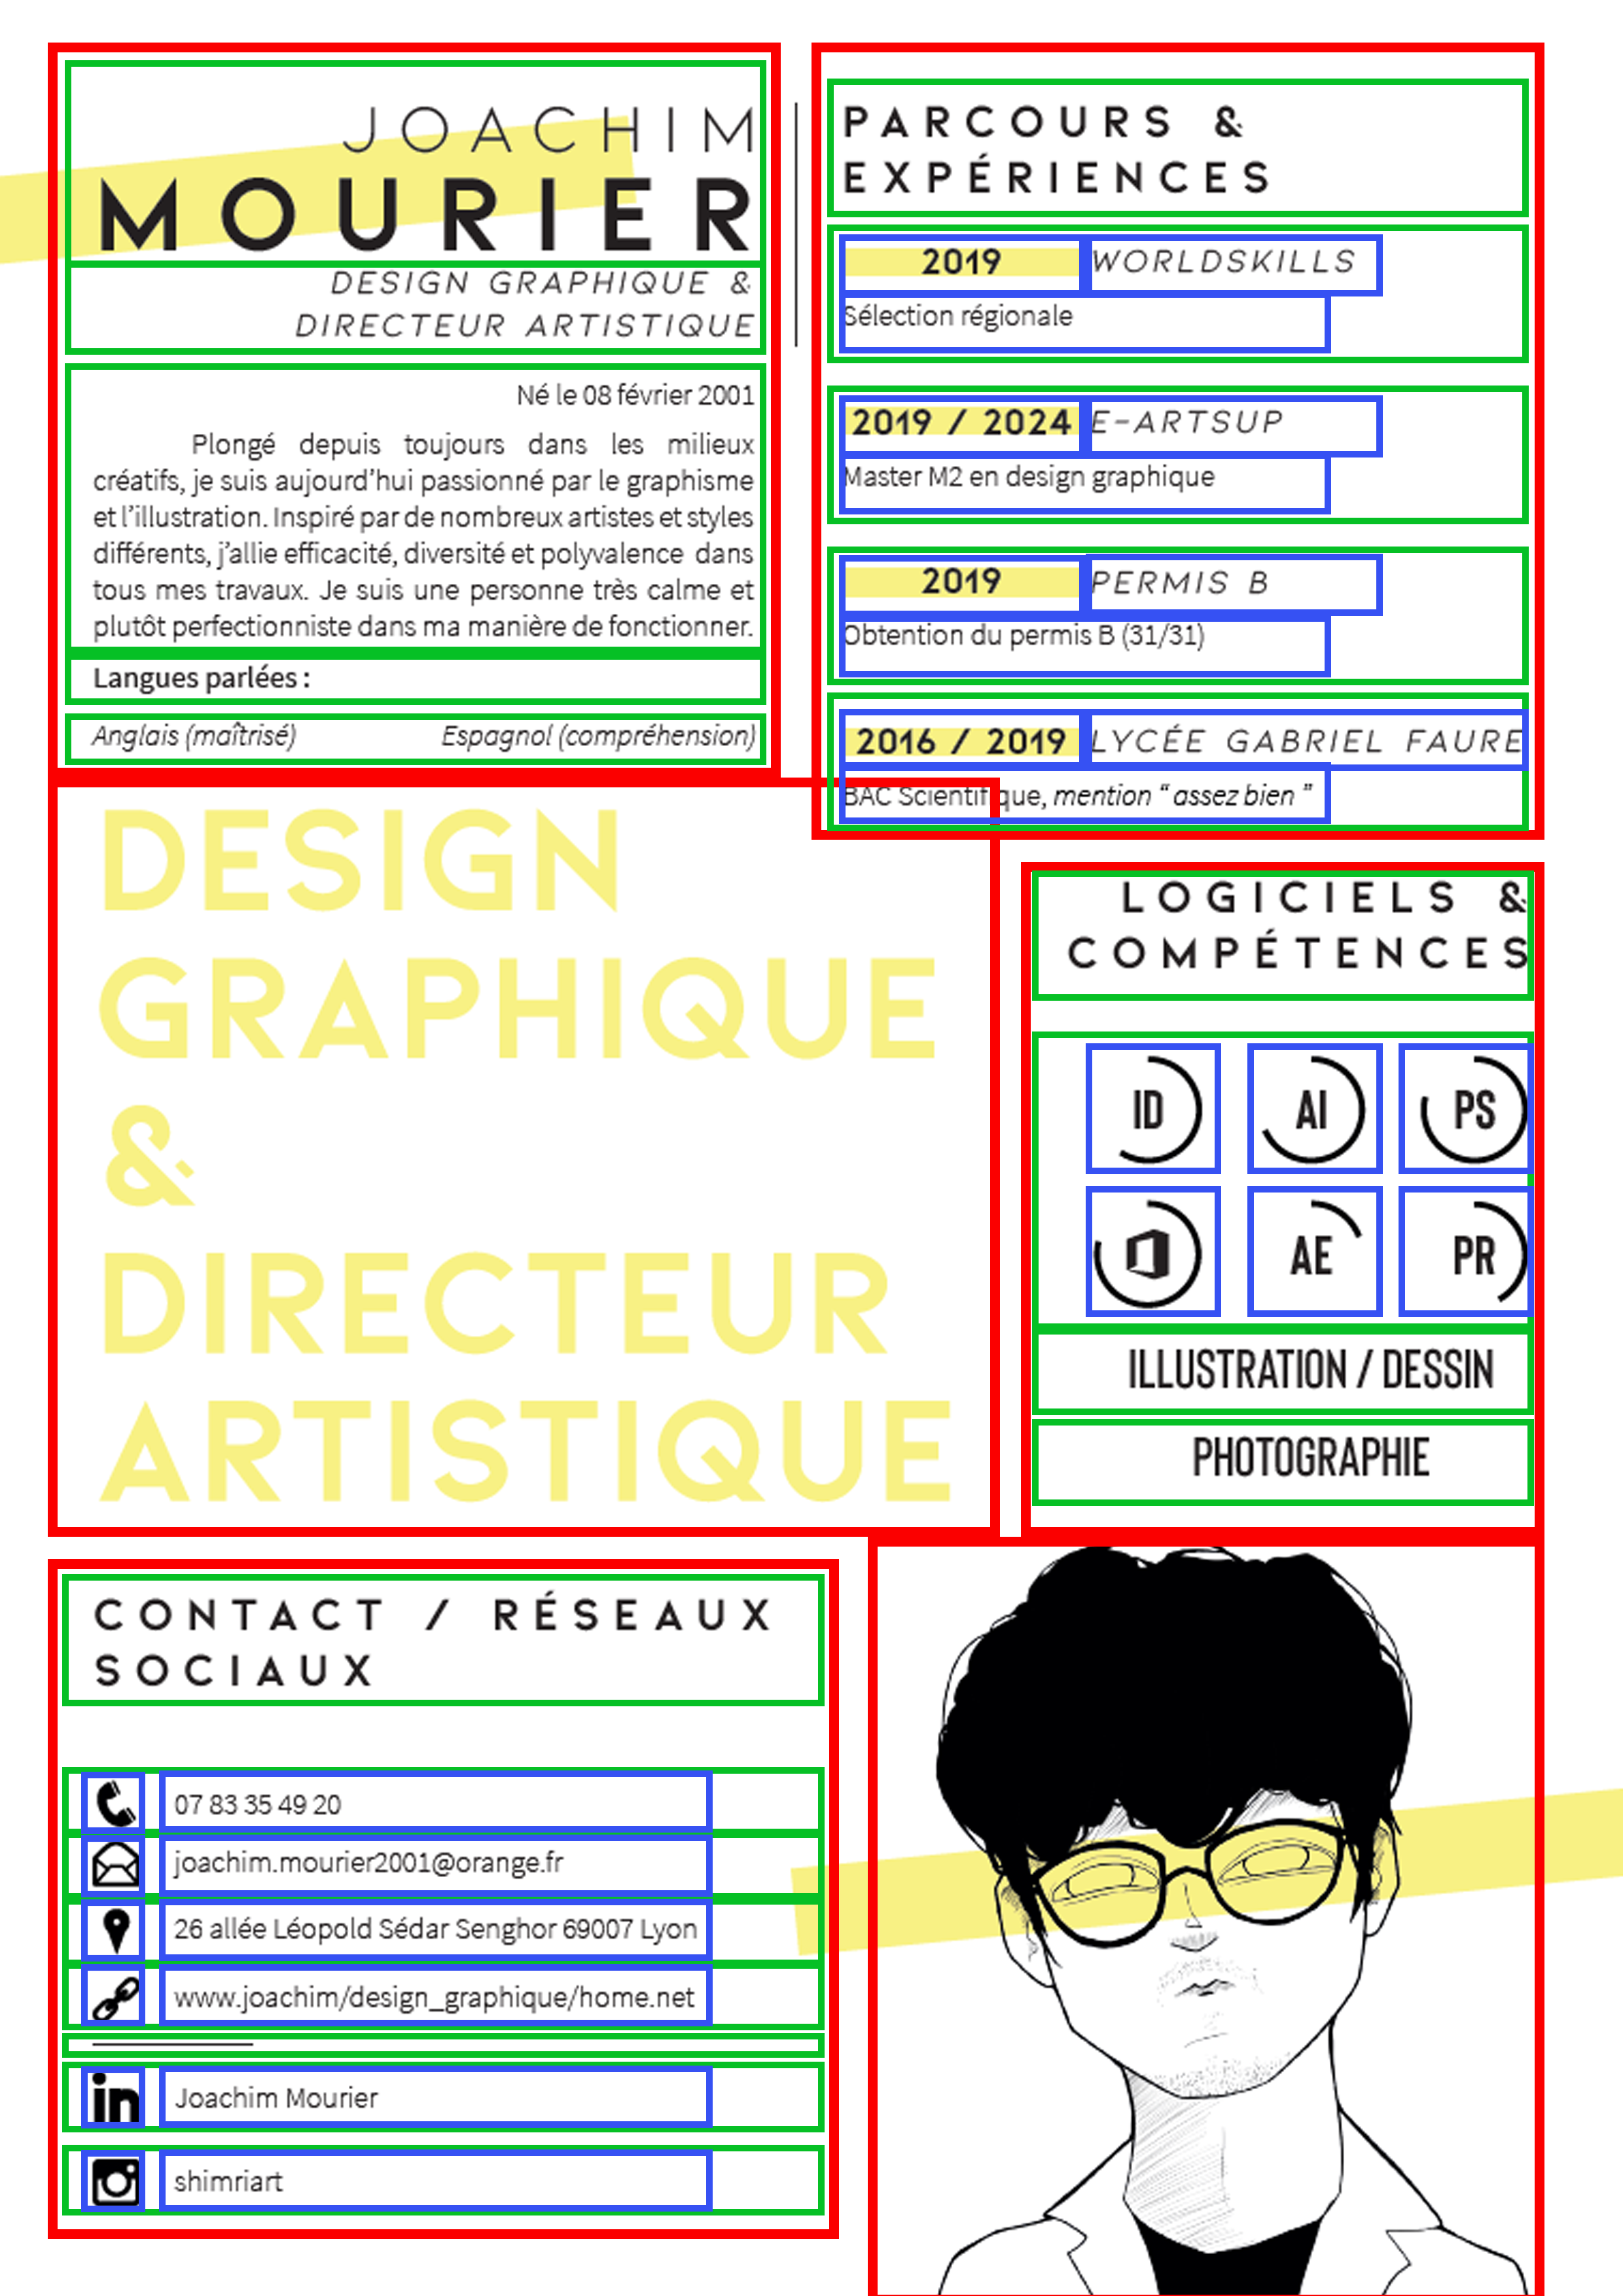 JOACHIM
MOURIER
DESIGN GRAPHIQUE &
DIRECTEUR ARTISTIQUE
Né le 08 février 2001
Plongé depuis toujours dans les milieux
créatifs, je suis aujourd’hui passionné par le graphisme
et l’illustration. Inspiré par de nombreux artistes et styles
différents, j’allie efficacité, diversité et polyvalence dans
tous mes travaux. Je suis une personne très calme et
plutôt perfectionniste dans ma manière de fonctionner.
Langues parlées :
Anglais (maîtrisé) Espagnol (compréhension)
PARCOURS &
EXPÉRIENCES
2019 WORLDSKILLS
Sélection régionale
2019 / 2024 E-ARTSUP
Master M2 en design graphique
2019 PERMIS B
Obtention du permis B (31/31)
2016 / 2019 LYCÉE GABRIEL FAURE
BAC Scientifique, mention “ assez bien ”
DESIGN
GRAPHIQUE
&
DIRECTEUR
ARTISTIQUE
LOGICIELS &
COMPÉTENCES
ID AI PS
AE PR
ILLUSTRATION / DESSIN
PHOTOGRAPHIE
CONTACT / RÉSEAUX
SOCIAUX
07 83 35 49 20
joachim.mourier2001@orange.fr
26 allée Léopold Sédar Senghor 69007 Lyon
www.joachim/design_graphique/home.net
in Joachim Mourier
shimriart